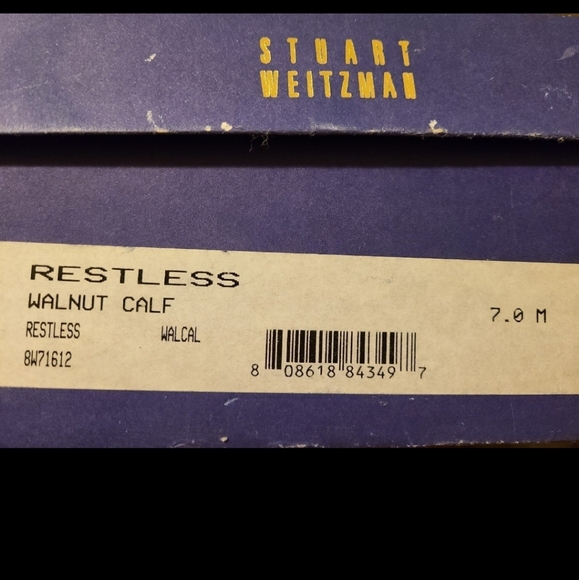 STUART
WEITZMAN
RESTLESS
WALNUT CALF
7.0 M
RESTLESS WALCAL
8W71612
8 08618 84349 7